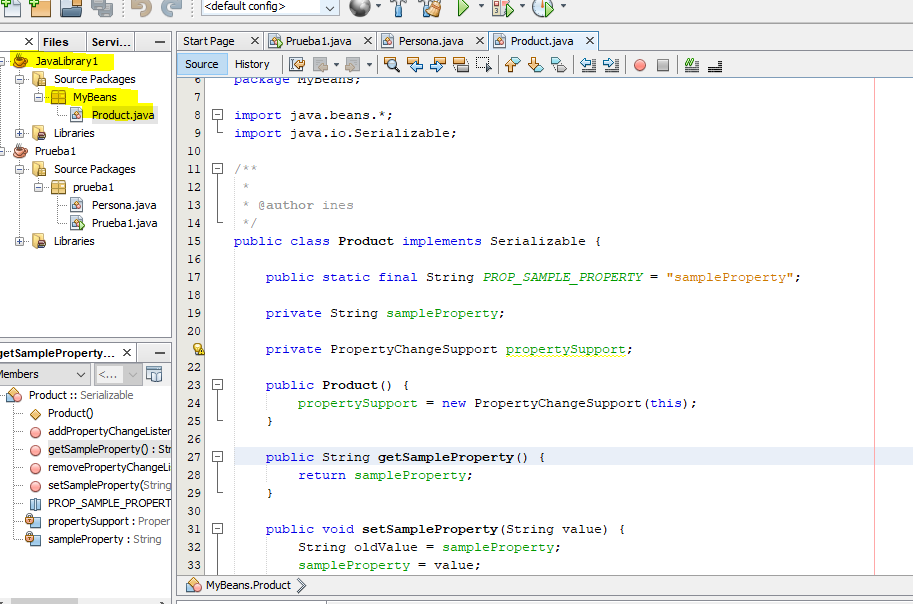 <default config>
Files
Servi...
JavaLibrary1
Source Packages
MyBeans
Product.java
Libraries
Prueba1
Source Packages
prueba1
Persona.java
Prueba1.java
Libraries
getSampleProperty...
Members
<...
Product :: Serializable
Product()
addPropertyChangeListen
getSampleProperty() : Stri
removePropertyChangeLi
setSampleProperty(String
PROP_SAMPLE_PROPERT
propertySupport : Proper
sampleProperty : String
Start Page
Prueba1.java
Persona.java
Product.java
Source
History
6 package MyBeans;
7
8 import java.beans.*;
9 import java.io.Serializable;
10
11 /**
12 *
13 * @author ines
14 */
15 public class Product implements Serializable {
16
17 public static final String PROP_SAMPLE_PROPERTY = "sampleProperty";
18
19 private String sampleProperty;
20
private PropertyChangeSupport propertySupport;
22
23 public Product() {
24 propertySupport = new PropertyChangeSupport(this);
25 }
26
27 public String getSampleProperty() {
28 return sampleProperty;
29 }
30
31 public void setSampleProperty(String value) {
32 String oldValue = sampleProperty;
33 sampleProperty = value;
MyBeans.Product